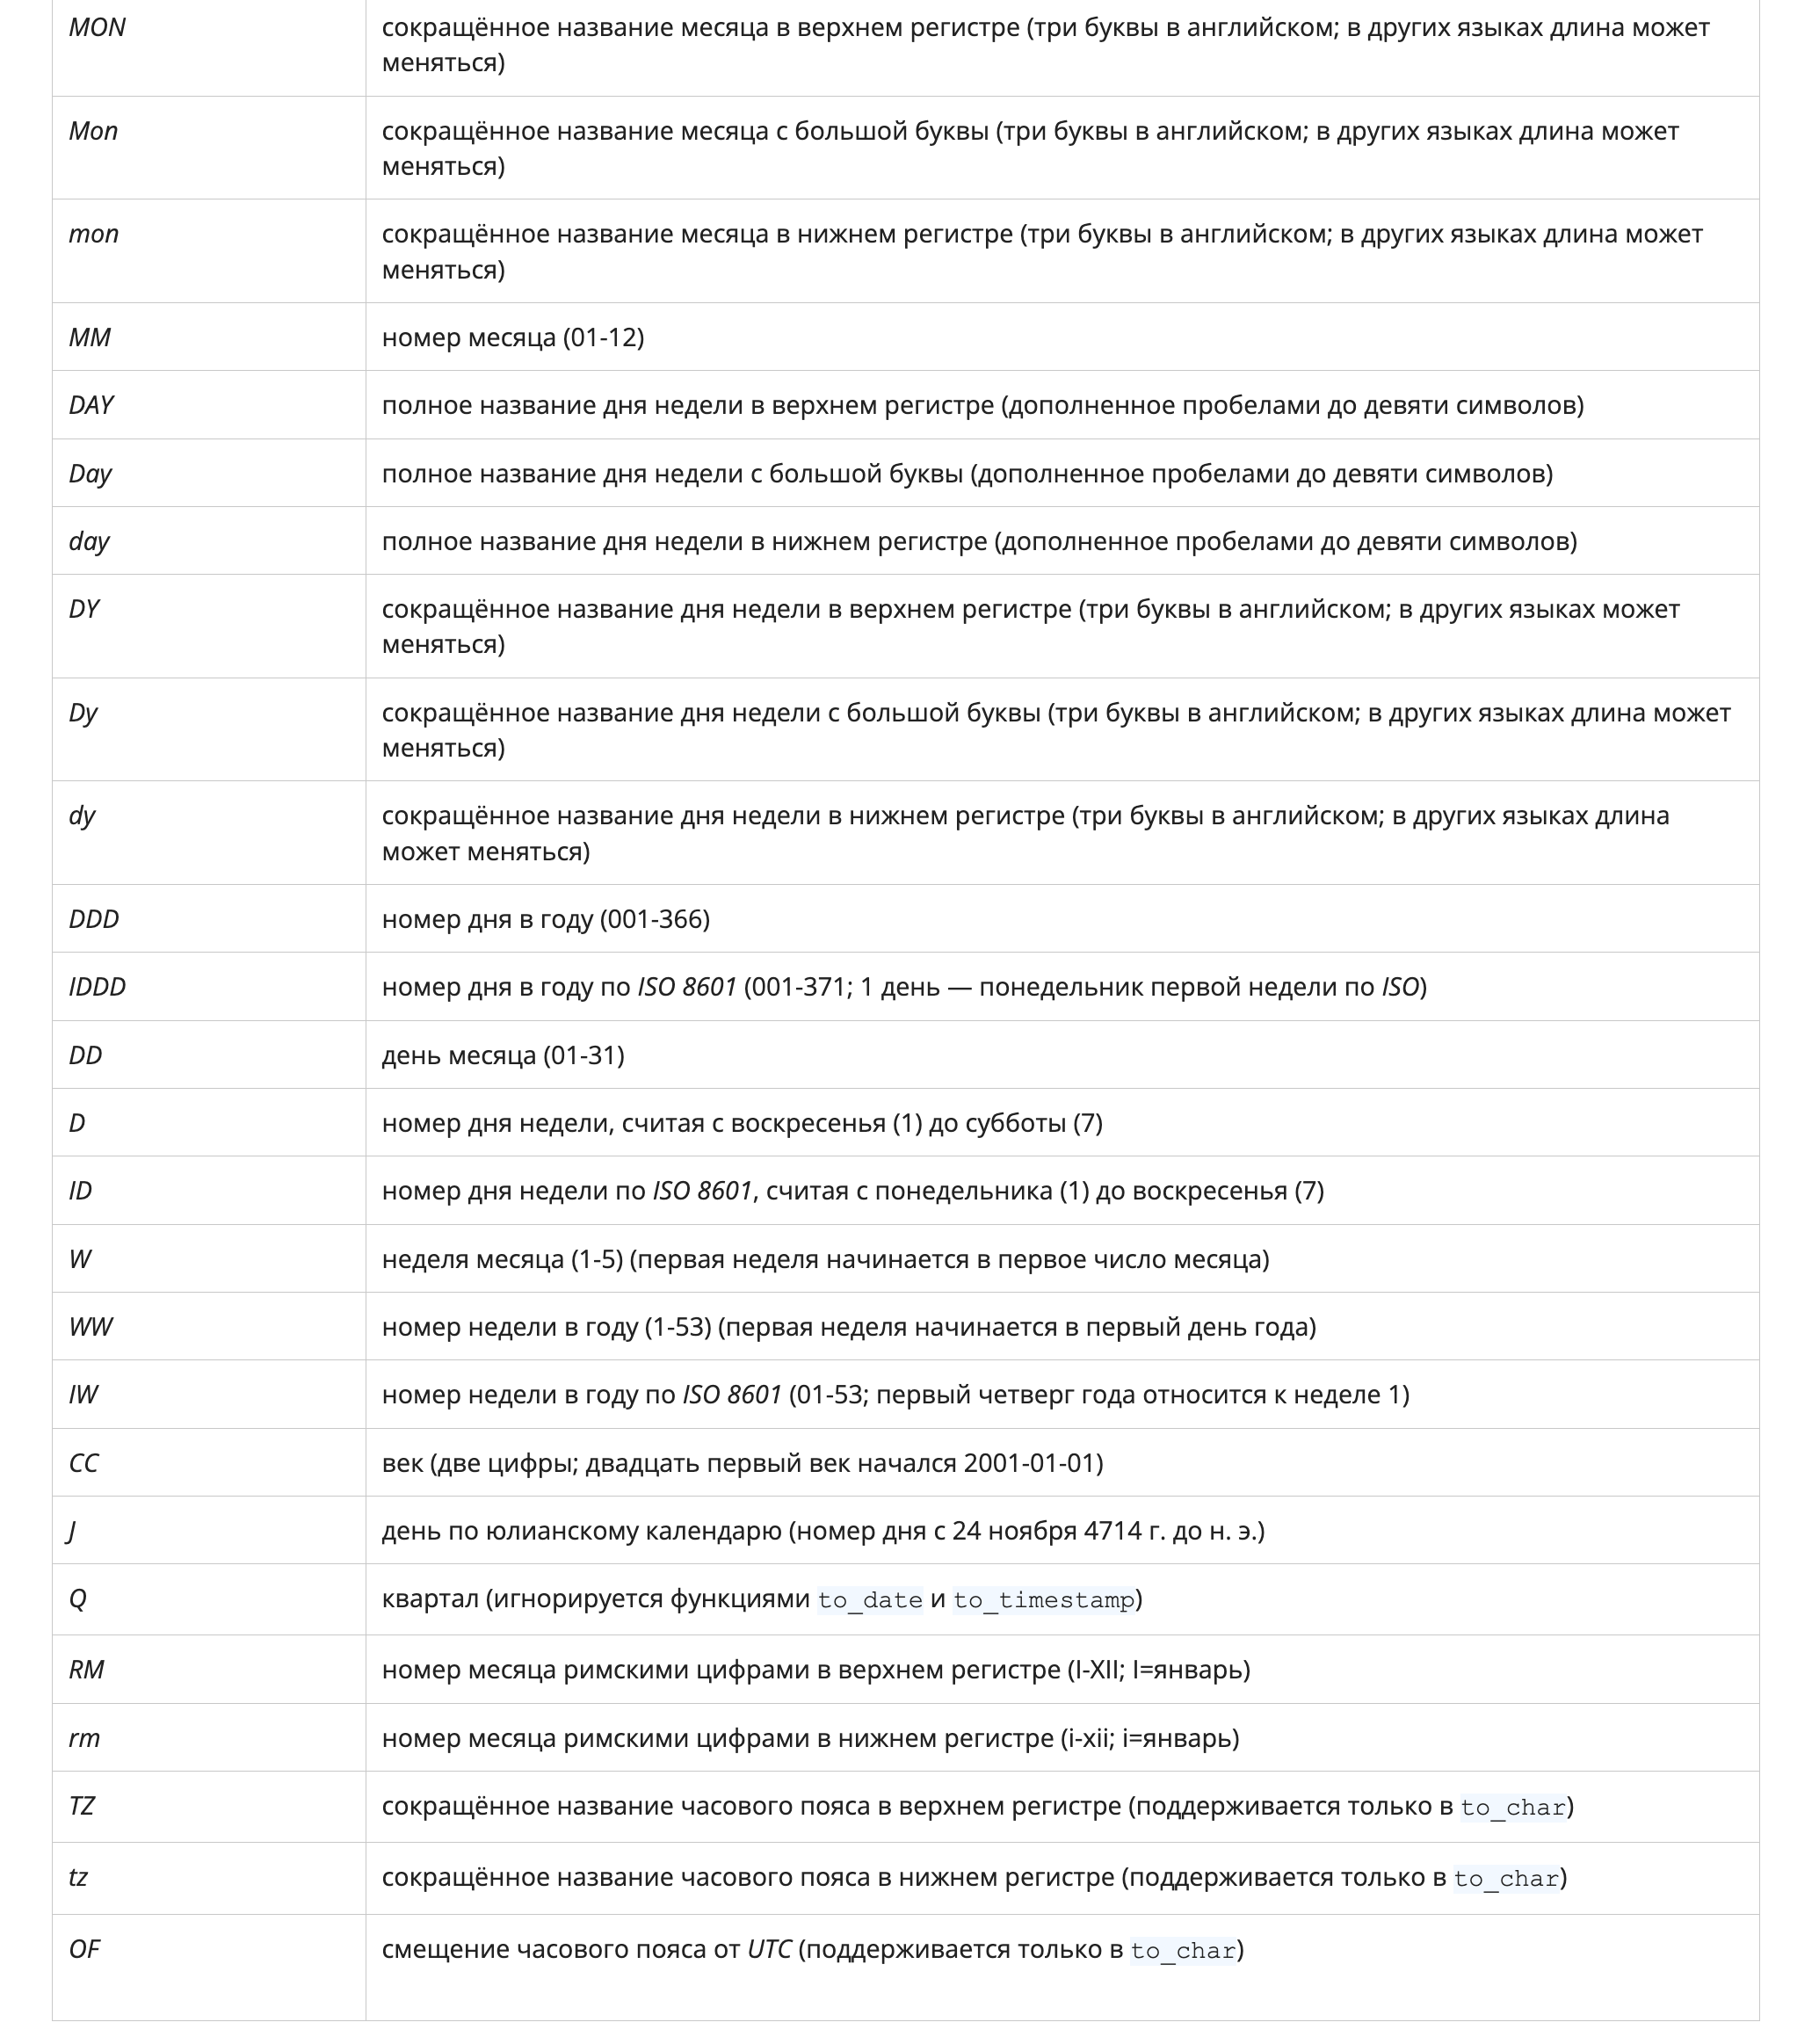 MON
сокращённое название месяца в верхнем регистре (три буквы в английском; в других языках длина может
меняться)
Mon
сокращённое название месяца с большой буквы (три буквы в английском; в других языках длина может
меняться)
mon
сокращённое название месяца в нижнем регистре (три буквы в английском; в других языках длина может
меняться)
MM
номер месяца (01-12)
DAY
полное название дня недели в верхнем регистре (дополненное пробелами до девяти символов)
Day
полное название дня недели с большой буквы (дополненное пробелами до девяти символов)
day
полное название дня недели в нижнем регистре (дополненное пробелами до девяти символов)
DY
сокращённое название дня недели в верхнем регистре (три буквы в английском; в других языках может
меняться)
Dy
сокращённое название дня недели с большой буквы (три буквы в английском; в других языках длина может
меняться)
dy
сокращённое название дня недели в нижнем регистре (три буквы в английском; в других языках длина
может меняться)
DDD
номер дня в году (001-366)
IDDD
номер дня в году по ISO 8601 (001-371; 1 день — понедельник первой недели по ISO)
DD
день месяца (01-31)
D
номер дня недели, считая с воскресенья (1) до субботы (7)
ID
номер дня недели по ISO 8601, считая с понедельника (1) до воскресенья (7)
W
неделя месяца (1-5) (первая неделя начинается в первое число месяца)
WW
номер недели в году (1-53) (первая неделя начинается в первый день года)
IW
номер недели в году по ISO 8601 (01-53; первый четверг года относится к неделе 1)
CC
век (две цифры; двадцать первый век начался 2001-01-01)
J
день по юлианскому календарю (номер дня с 24 ноября 4714 г. до н. э.)
Q
квартал (игнорируется функциями to_date и to_timestamp)
RM
номер месяца римскими цифрами в верхнем регистре (I-XII; I=январь)
rm
номер месяца римскими цифрами в нижнем регистре (i-xii; i=январь)
TZ
сокращённое название часового пояса в верхнем регистре (поддерживается только в to_char)
tz
сокращённое название часового пояса в нижнем регистре (поддерживается только в to_char)
OF
смещение часового пояса от UTC (поддерживается только в to_char)